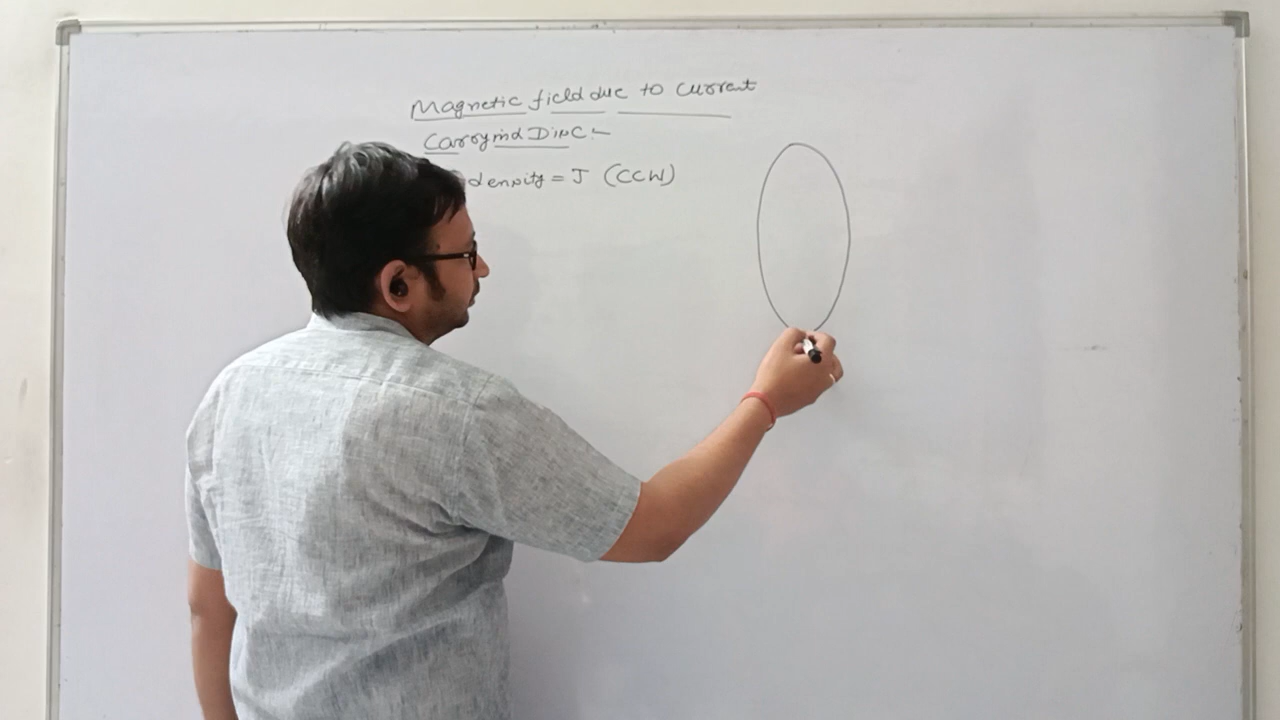 Magnetic field due to current
Carrying Disc:-
density = J (CCW)